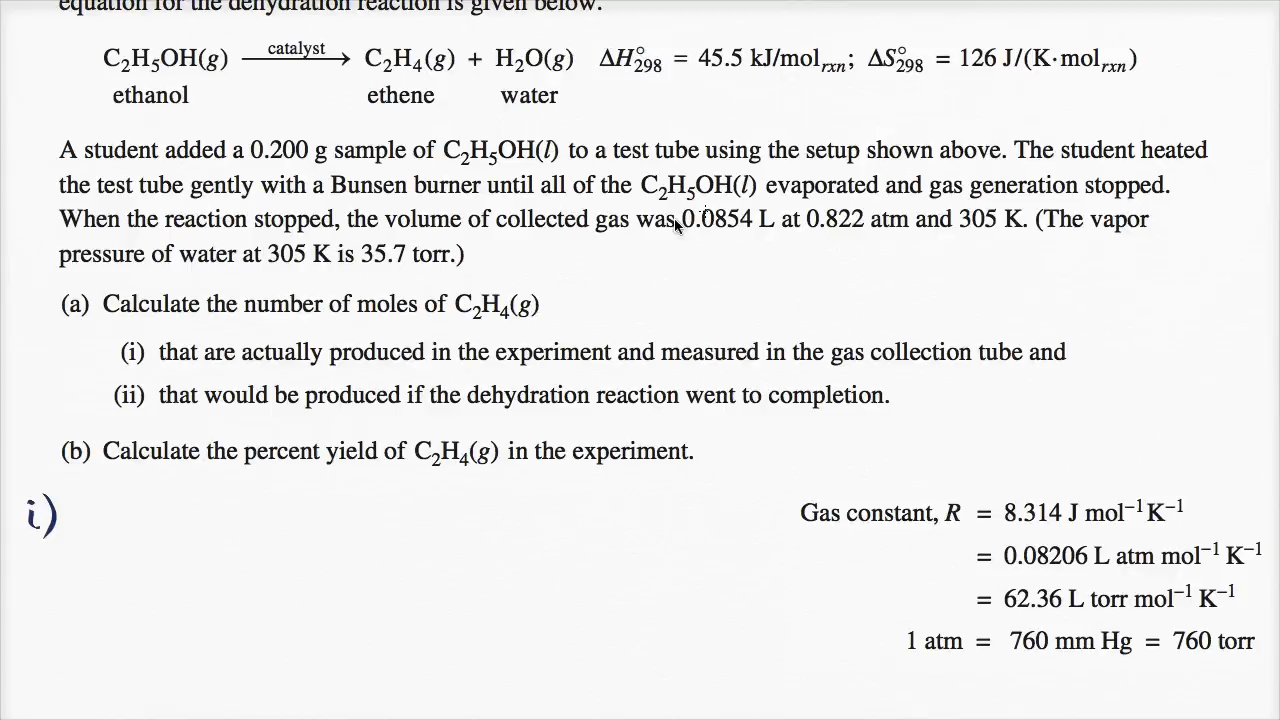 equation for the dehydration reaction is given below.
C₂H₅OH(g) —catalyst→ C₂H₄(g) + H₂O(g) ΔH°₂₉₈ = 45.5 kJ/mol_rxn; ΔS°₂₉₈ = 126 J/(K·mol_rxn)
ethanol ethene water
A student added a 0.200 g sample of C₂H₅OH(l) to a test tube using the setup shown above. The student heated
the test tube gently with a Bunsen burner until all of the C₂H₅OH(l) evaporated and gas generation stopped.
When the reaction stopped, the volume of collected gas was 0.0854 L at 0.822 atm and 305 K. (The vapor
pressure of water at 305 K is 35.7 torr.)
(a) Calculate the number of moles of C₂H₄(g)
(i) that are actually produced in the experiment and measured in the gas collection tube and
(ii) that would be produced if the dehydration reaction went to completion.
(b) Calculate the percent yield of C₂H₄(g) in the experiment.
i)
Gas constant, R = 8.314 J mol⁻¹ K⁻¹
= 0.08206 L atm mol⁻¹ K⁻¹
= 62.36 L torr mol⁻¹ K⁻¹
1 atm = 760 mm Hg = 760 torr